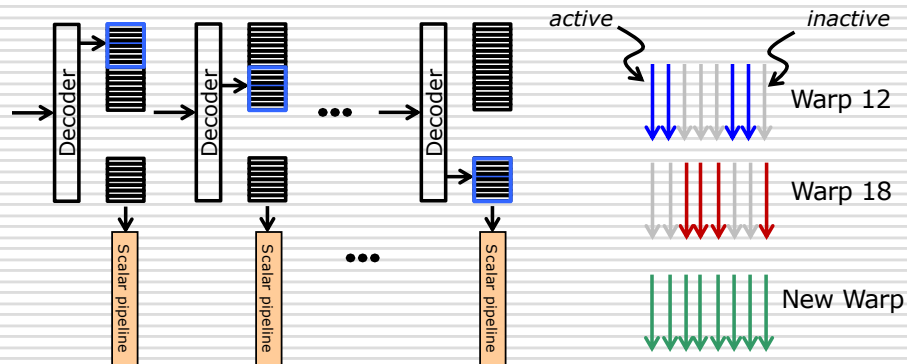 active
inactive
Warp 12
Decoder
Decoder
•••
Decoder
Warp 18
Scalar pipeline
Scalar pipeline
•••
Scalar pipeline
New Warp